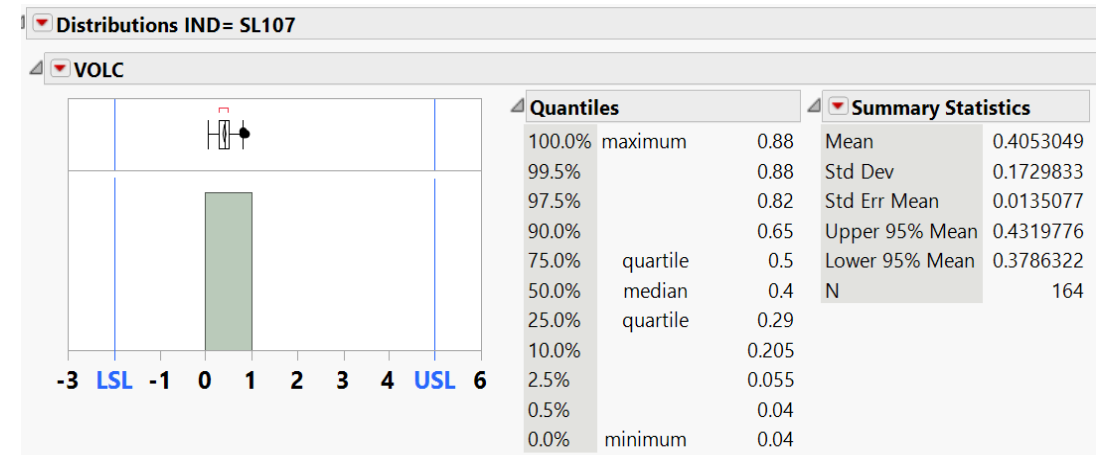 Distributions IND= SL107
VOLC
-3 LSL -1 0 1 2 3 4 USL 6
Quantiles
100.0% maximum 0.88
99.5% 0.88
97.5% 0.82
90.0% 0.65
75.0% quartile 0.5
50.0% median 0.4
25.0% quartile 0.29
10.0% 0.205
2.5% 0.055
0.5% 0.04
0.0% minimum 0.04
Summary Statistics
Mean 0.4053049
Std Dev 0.1729833
Std Err Mean 0.0135077
Upper 95% Mean 0.4319776
Lower 95% Mean 0.3786322
N 164